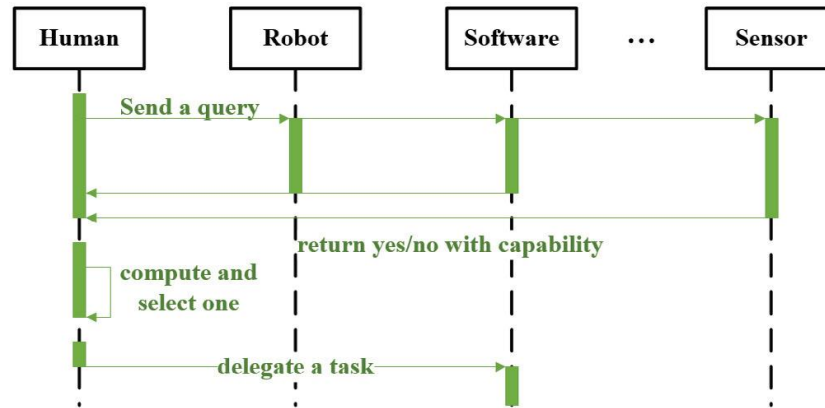 Human
Robot
Software
...
Sensor
Send a query
return yes/no with capability
compute and
select one
delegate a task